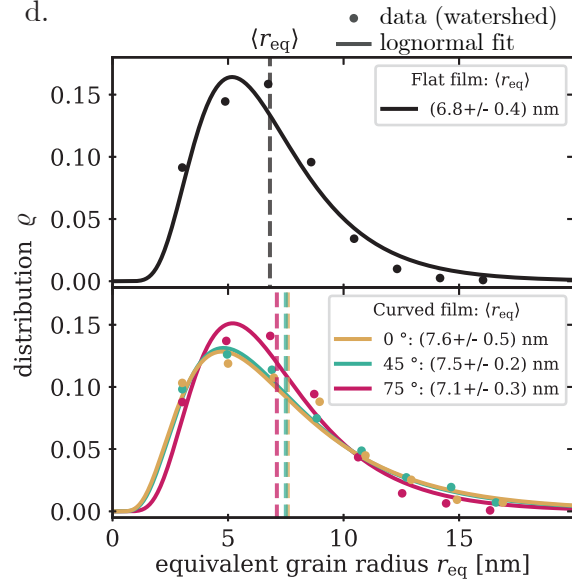 d.
data (watershed)
⟨r_eq⟩
lognormal fit
Flat film: ⟨r_eq⟩
(6.8+/- 0.4) nm
0.15
0.10
0.05
0.00
distribution ϱ
Curved film: ⟨r_eq⟩
0 °: (7.6+/- 0.5) nm
45 °: (7.5+/- 0.2) nm
75 °: (7.1+/- 0.3) nm
0.15
0.10
0.05
0.00
0 5 10 15
equivalent grain radius r_eq [nm]